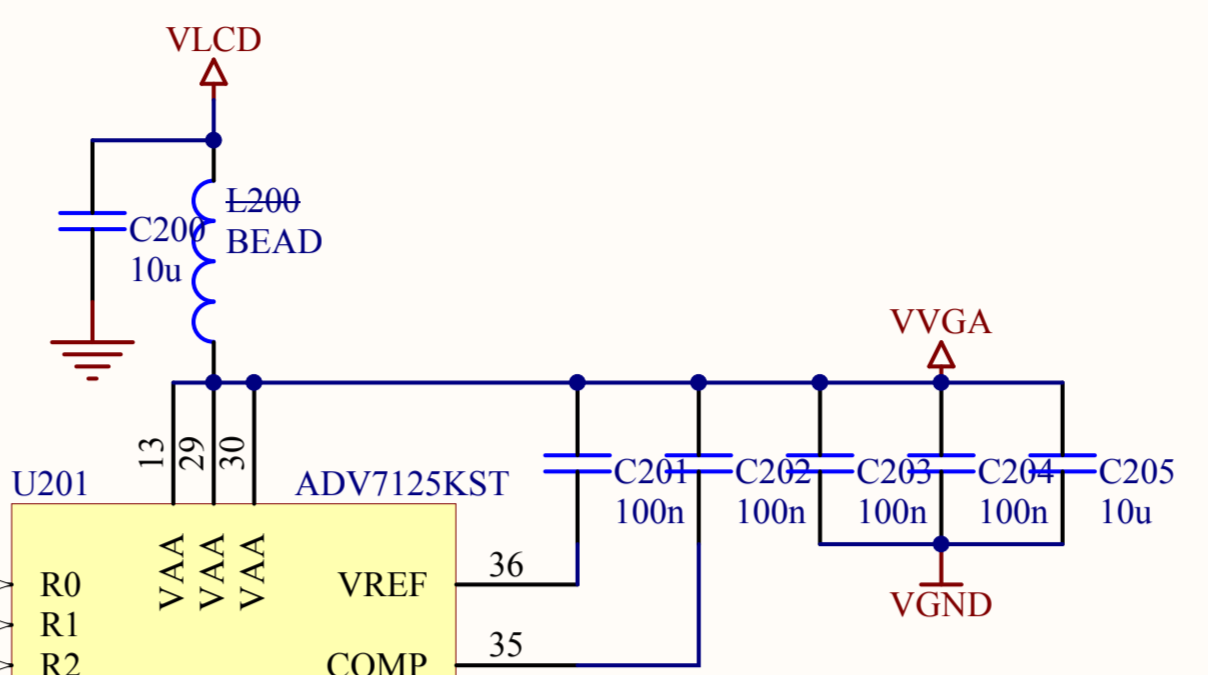 VLCD
L200
C200
BEAD
10u
VVGA
13
29
30
U201
ADV7125KST
C201
C202
C203
C204
C205
100n
100n
100n
100n
10u
VAA
VAA
VAA
36
R0
VREF
VGND
R1
35
R2
COMP